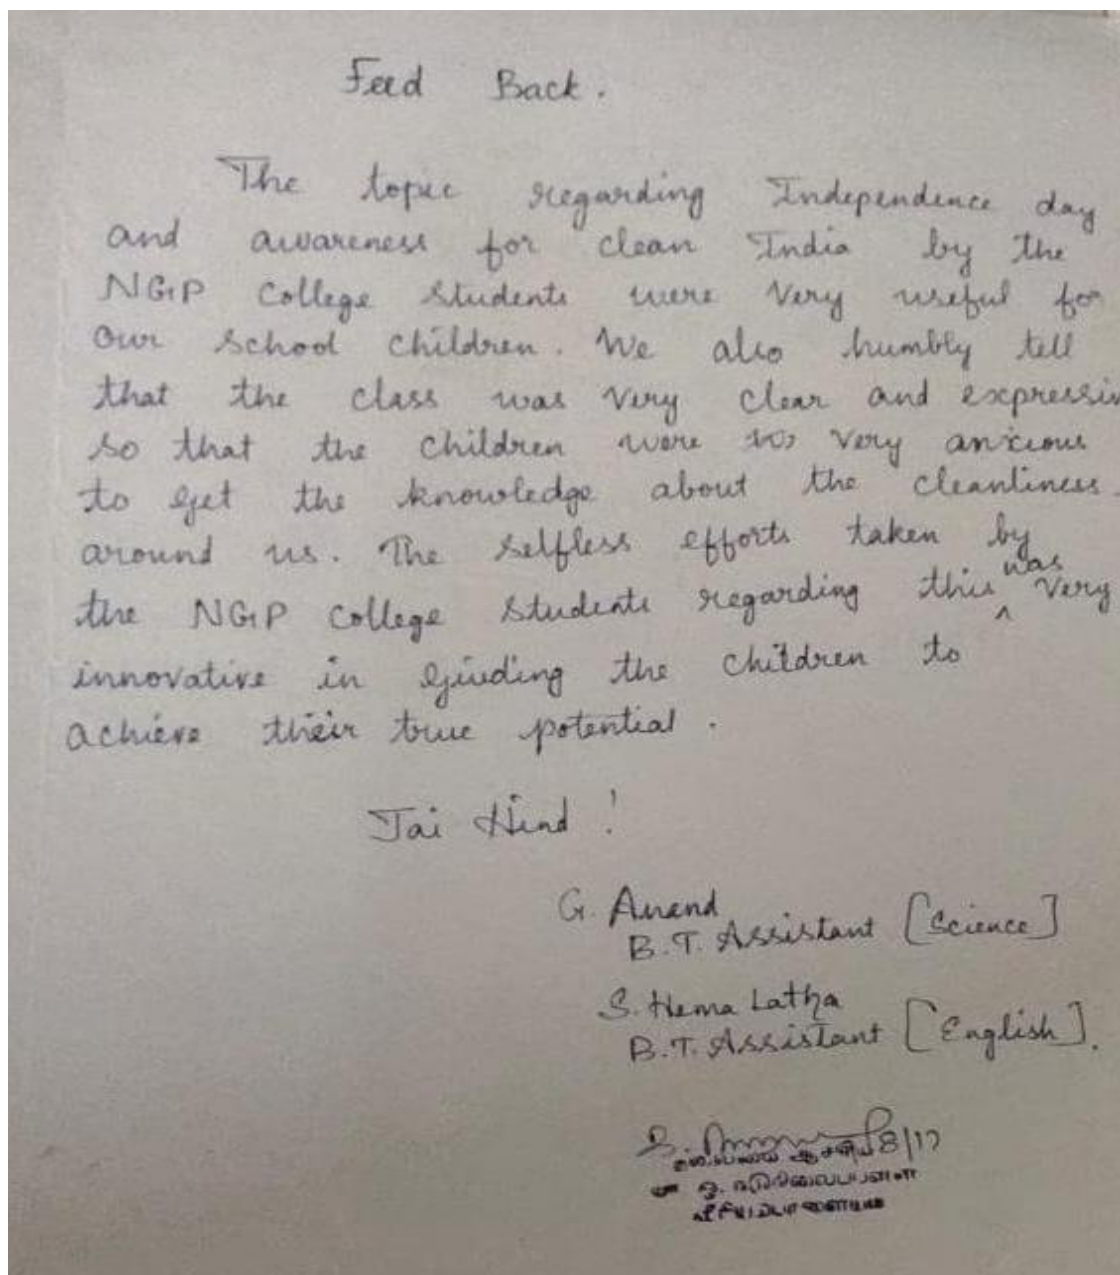 Feed Back.
The topic regarding Independence day
and awareness for clean India by the
NGP College Students were very useful for
our School children. We also humbly tell
that the class was very clear and expressiv
so that the children were very anxious
to get the knowledge about the cleanliness
around us. The selfless efforts taken by
the NGP College Students regarding this was very
innovative in giuding the children to
achieve their true potential.
Jai Hind !
G. Anand
B.T. Assistant [Science]
S. Hema Latha
B.T. Assistant [English].
8/17